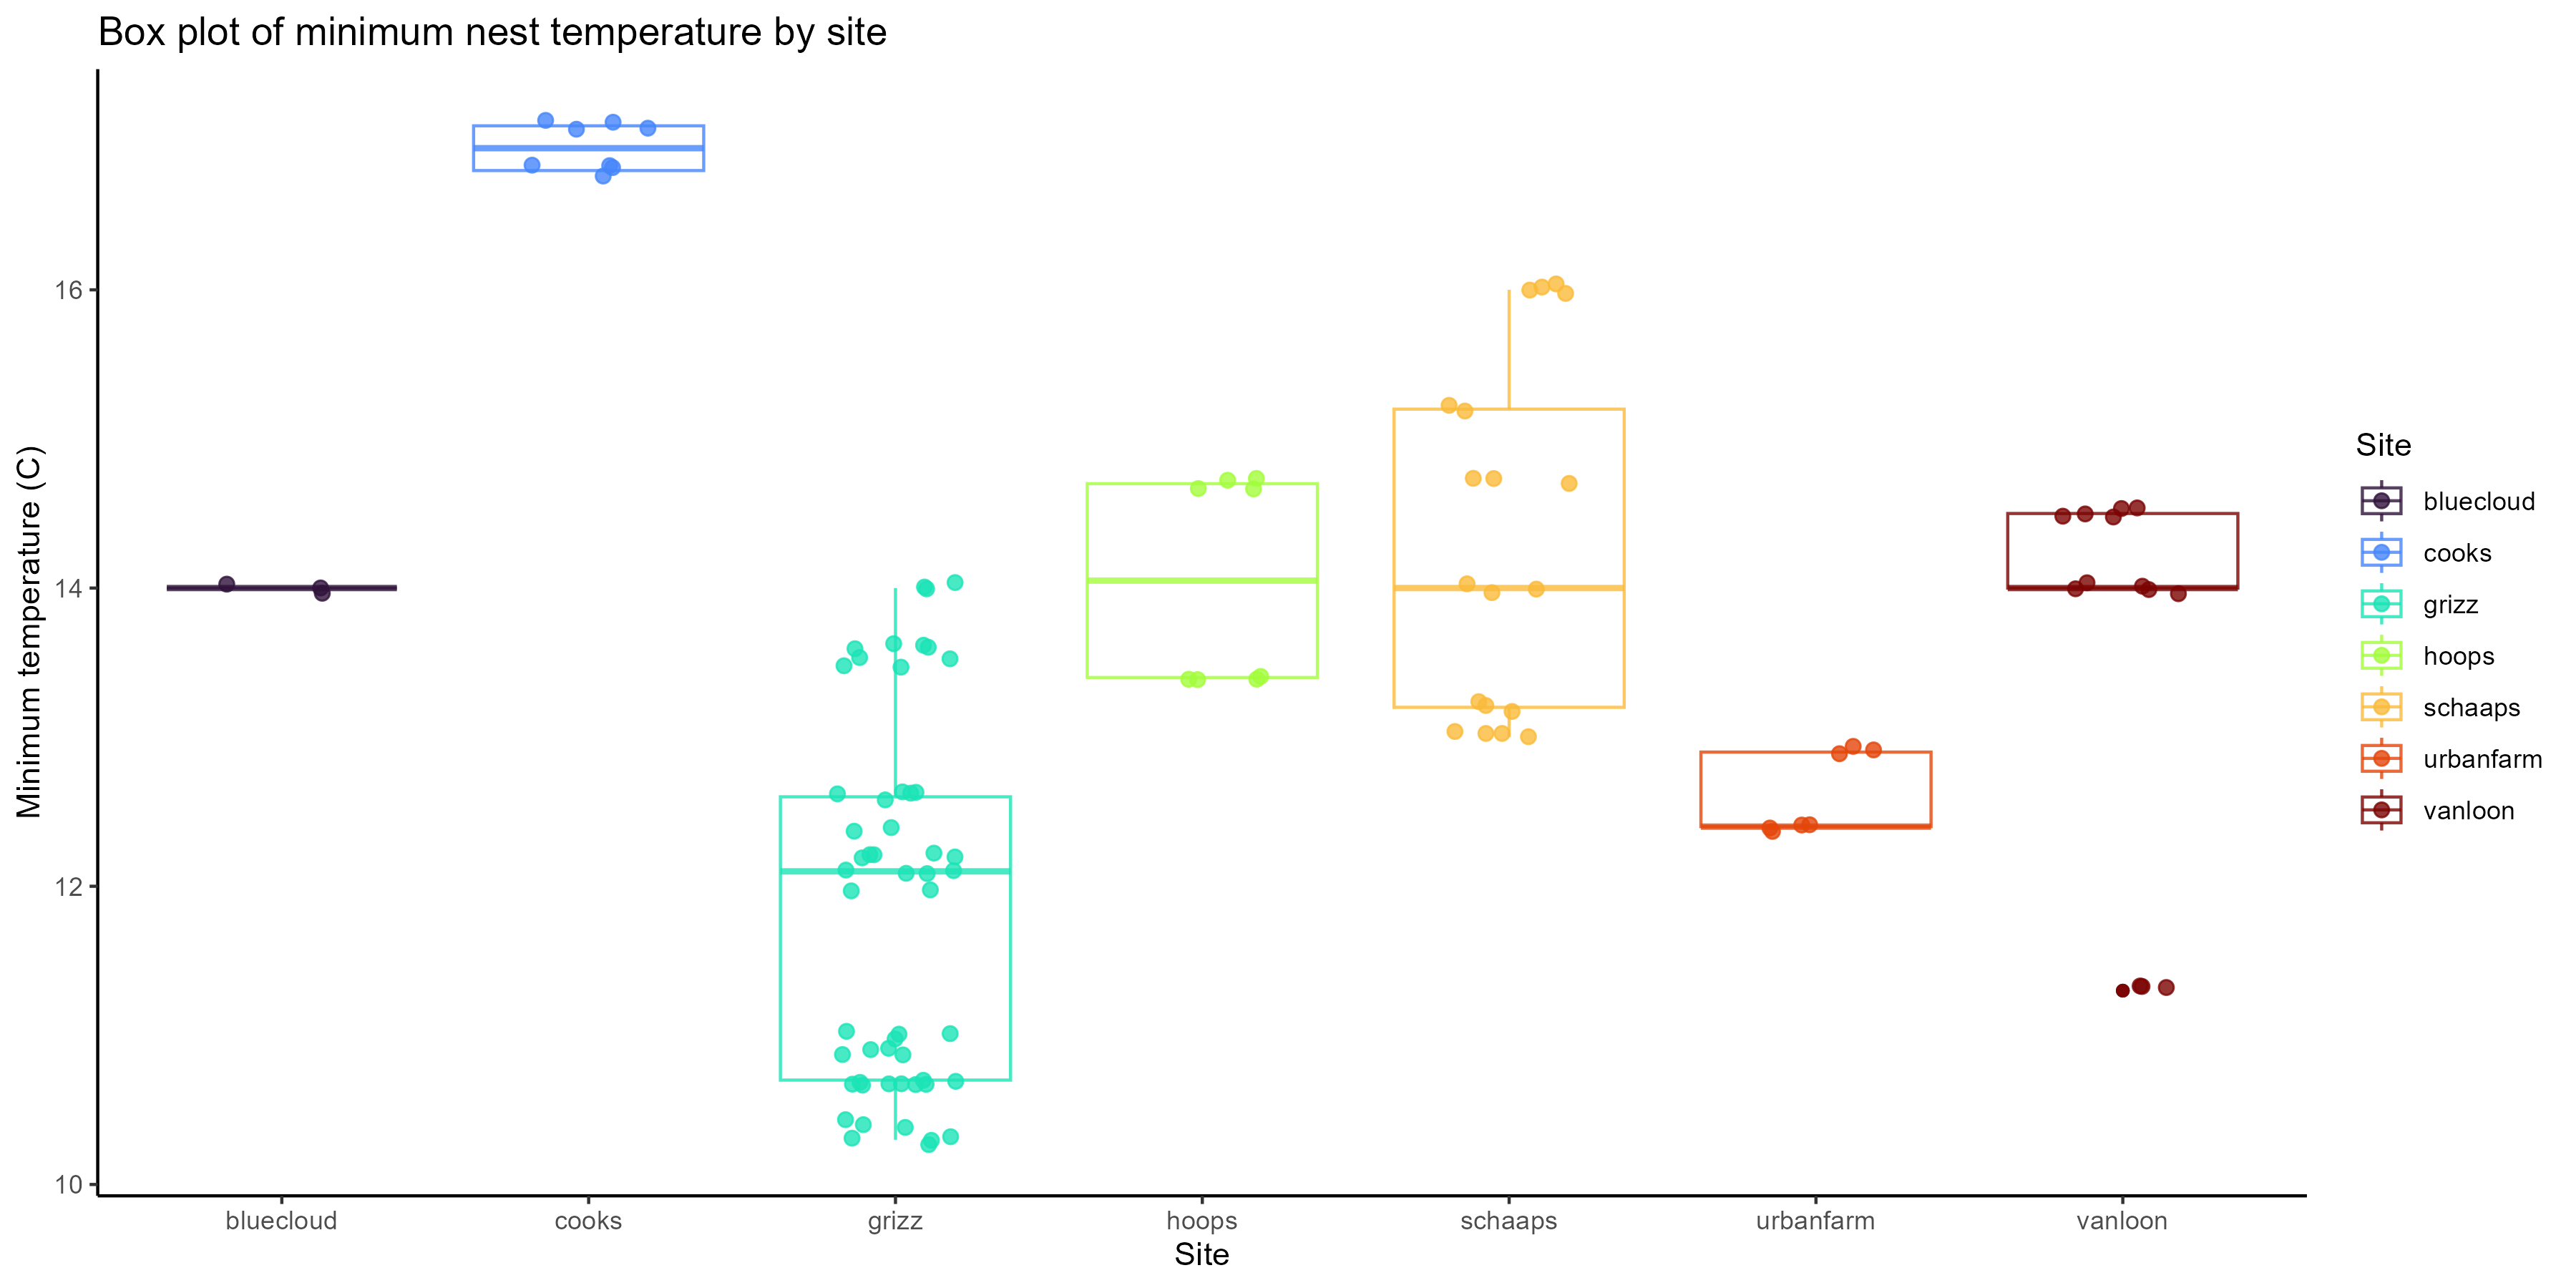 Box plot of minimum nest temperature by site
Minimum temperature (C)
16
14
12
10
bluecloud
cooks
grizz
hoops
schaaps
urbanfarm
vanloon
Site
Site
bluecloud
cooks
grizz
hoops
schaaps
urbanfarm
vanloon